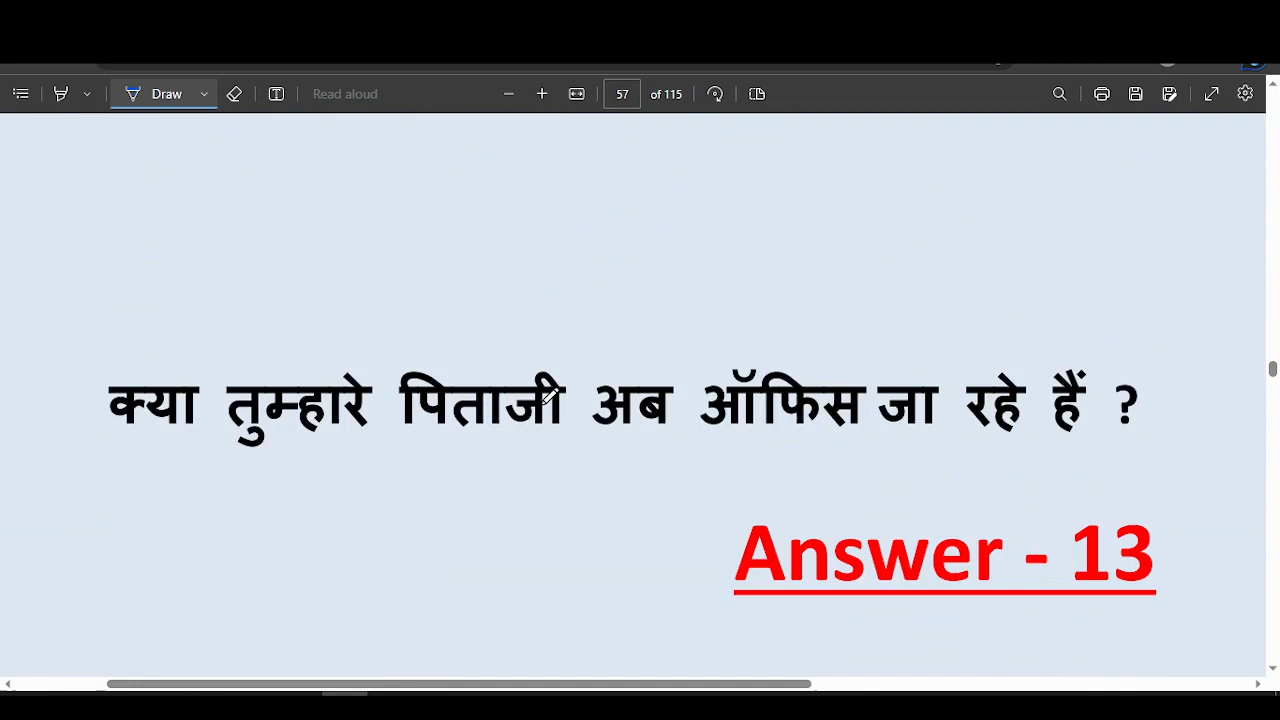 Draw
Read aloud
57 of 115
क्या तुम्हारे पिताजी अब ऑफिस जा रहे हैं ?
Answer - 13